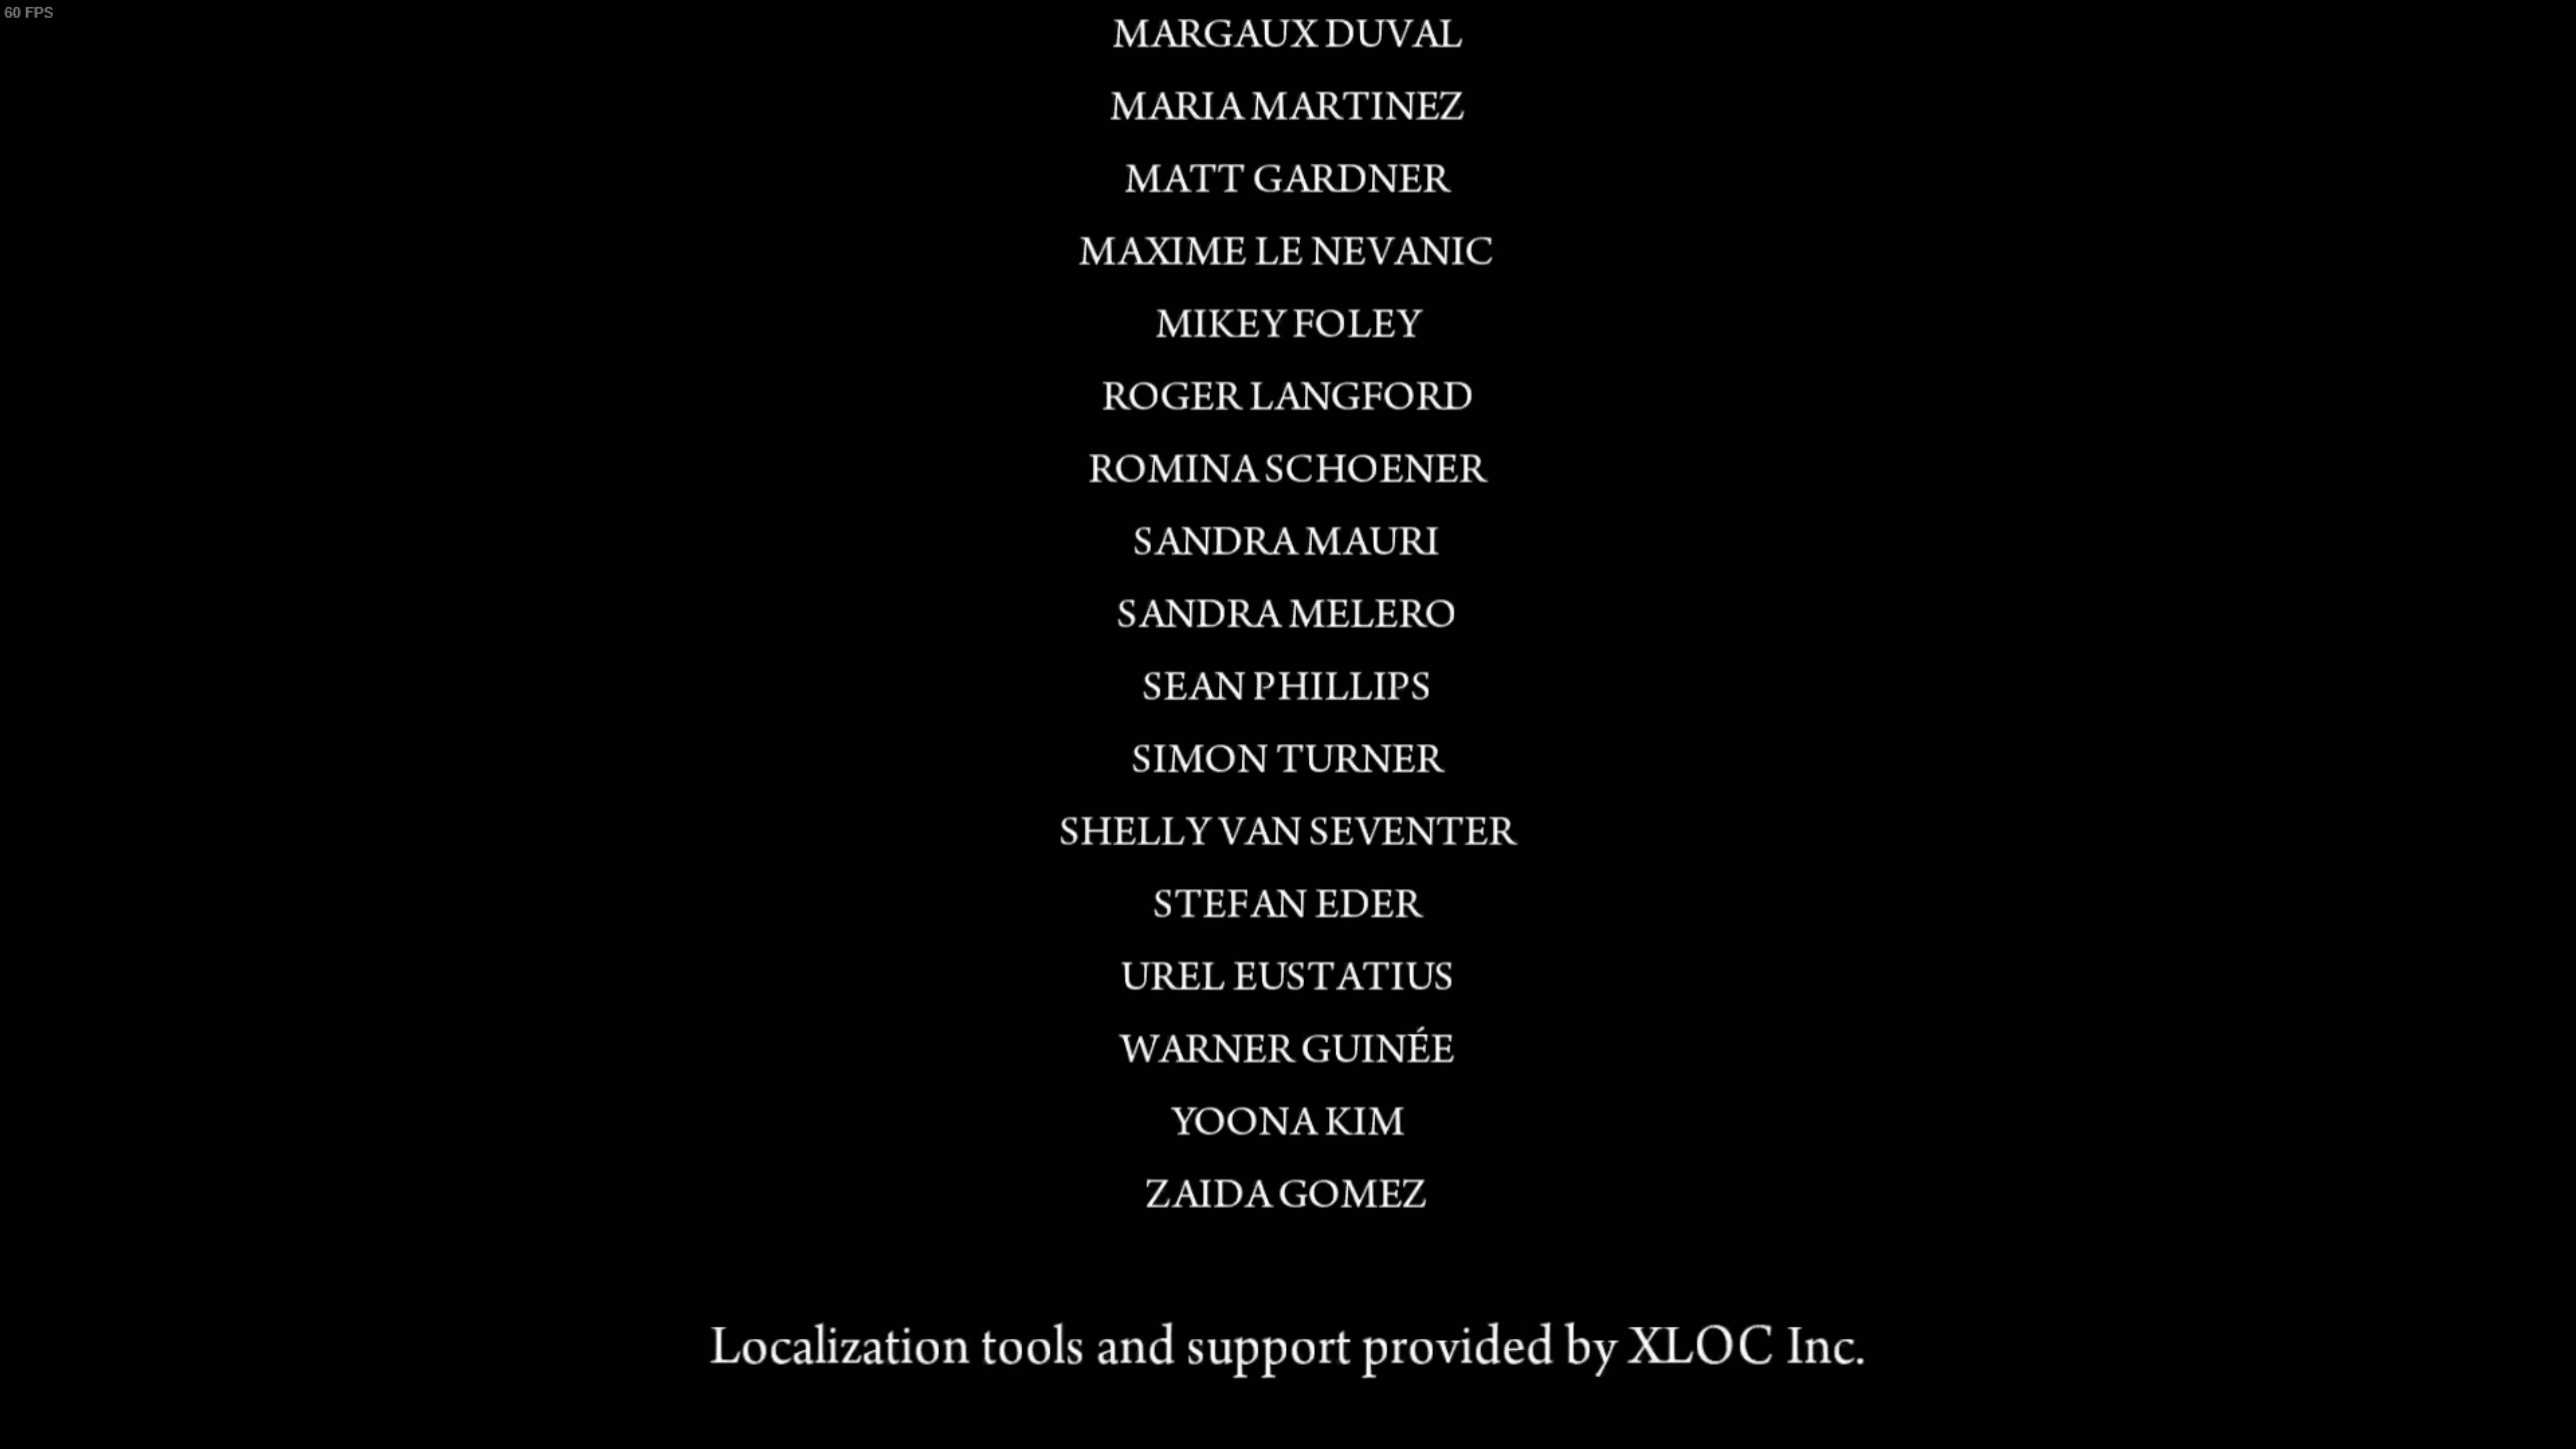 60 FPS
MARGAUX DUVAL
MARIA MARTINEZ
MATT GARDNER
MAXIME LE NEVANIC
MIKEY FOLEY
ROGER LANGFORD
ROMINA SCHOENER
SANDRA MAURI
SANDRA MELERO
SEAN PHILLIPS
SIMON TURNER
SHELLY VAN SEVENTER
STEFAN EDER
UREL EUSTATIUS
WARNER GUINÉE
YOONA KIM
ZAIDA GOMEZ
Localization tools and support provided by XLOC Inc.